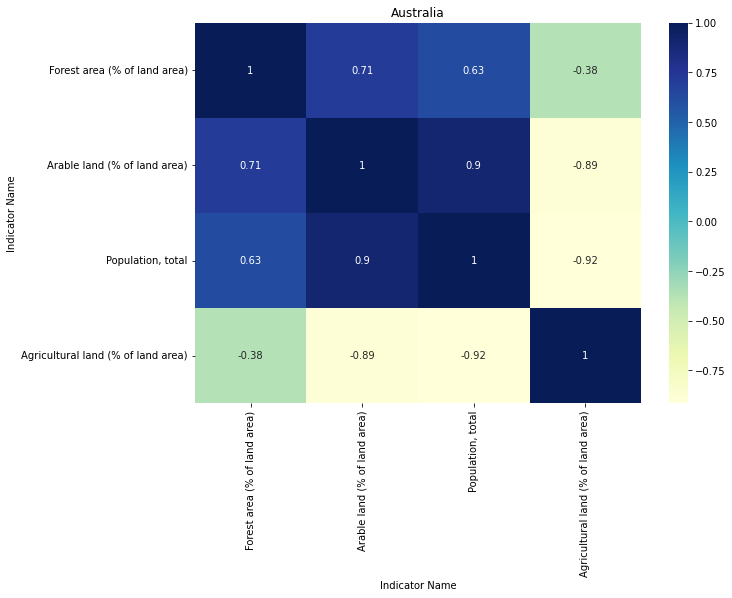 Australia
Forest area (% of land area)
1
0.71
0.63
-0.38
Arable land (% of land area)
0.71
1
0.9
-0.89
Population, total
0.63
0.9
1
-0.92
Agricultural land (% of land area)
-0.38
-0.89
-0.92
1
Indicator Name
Forest area (% of land area)
Arable land (% of land area)
Population, total
Agricultural land (% of land area)
Indicator Name
1.00
0.75
0.50
0.25
0.00
−0.25
−0.50
−0.75